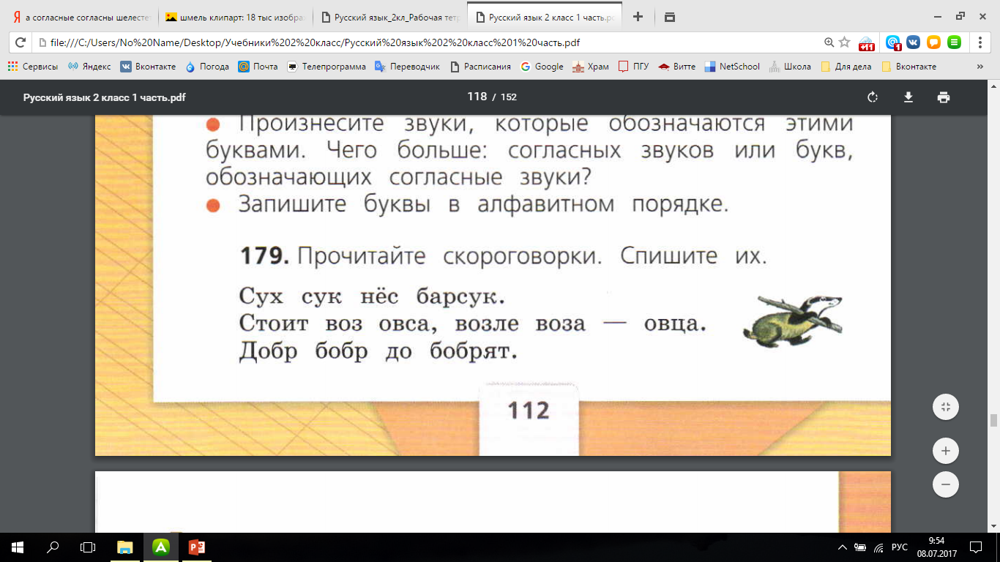 а согласные согласны шелесте
шмель клипарт: 18 тыс изобра
Русский язык_2кл_Рабочая тетр
Русский язык 2 класс 1 часть.p
file:///C:/Users/No%20Name/Desktop/Учебники%202%20класс/Русский%20язык%202%20класс%201%20часть.pdf
+11
1
Сервисы Яндекс Вконтакте Погода Почта Телепрограмма Переводчик Расписания Google Храм ПГУ Витте NetSchool Школа Для дела Вконтакте »
Русский язык 2 класс 1 часть.pdf
118 / 152
● Произнесите звуки, которые обозначаются этими
буквами. Чего больше: согласных звуков или букв,
обозначающих согласные звуки?
● Запишите буквы в алфавитном порядке.
179. Прочитайте скороговорки. Спишите их.
Сух сук нёс барсук.
Стоит воз овса, возле воза — овца.
Добр бобр до бобрят.
112
РУС
9:54
08.07.2017